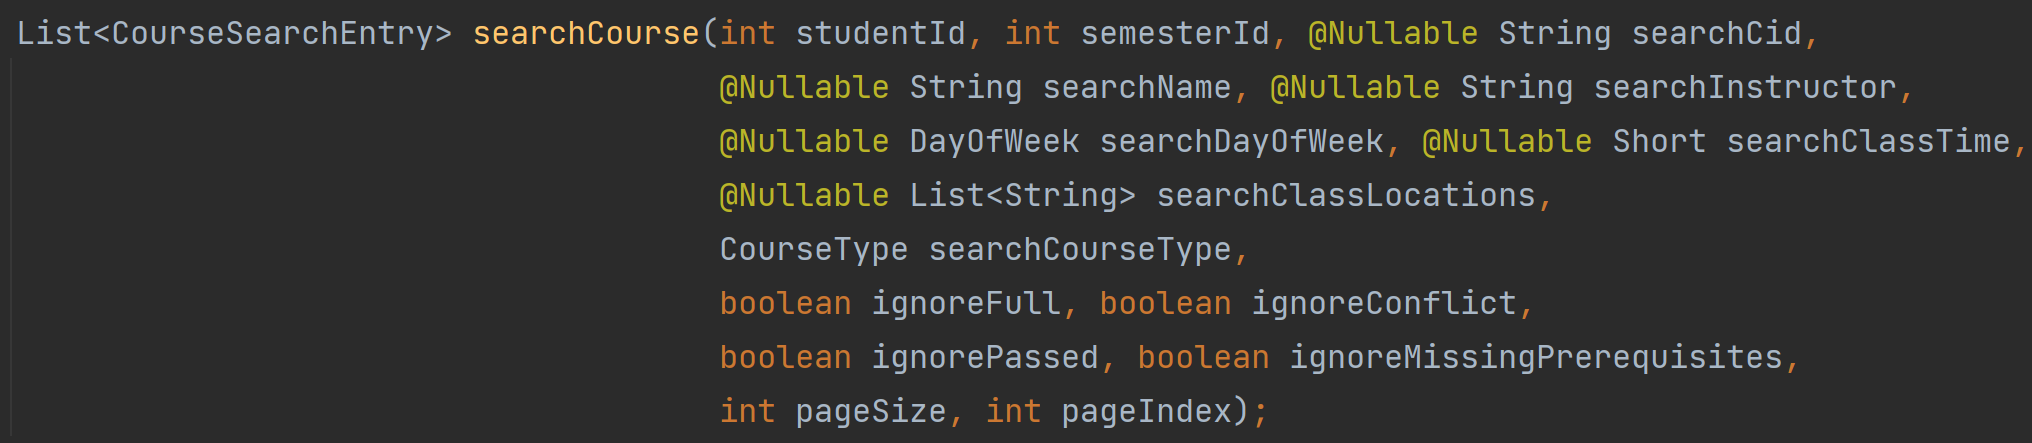 List<CourseSearchEntry> searchCourse(int studentId, int semesterId, @Nullable String searchCid,
@Nullable String searchName, @Nullable String searchInstructor,
@Nullable DayOfWeek searchDayOfWeek, @Nullable Short searchClassTime,
@Nullable List<String> searchClassLocations,
CourseType searchCourseType,
boolean ignoreFull, boolean ignoreConflict,
boolean ignorePassed, boolean ignoreMissingPrerequisites,
int pageSize, int pageIndex);